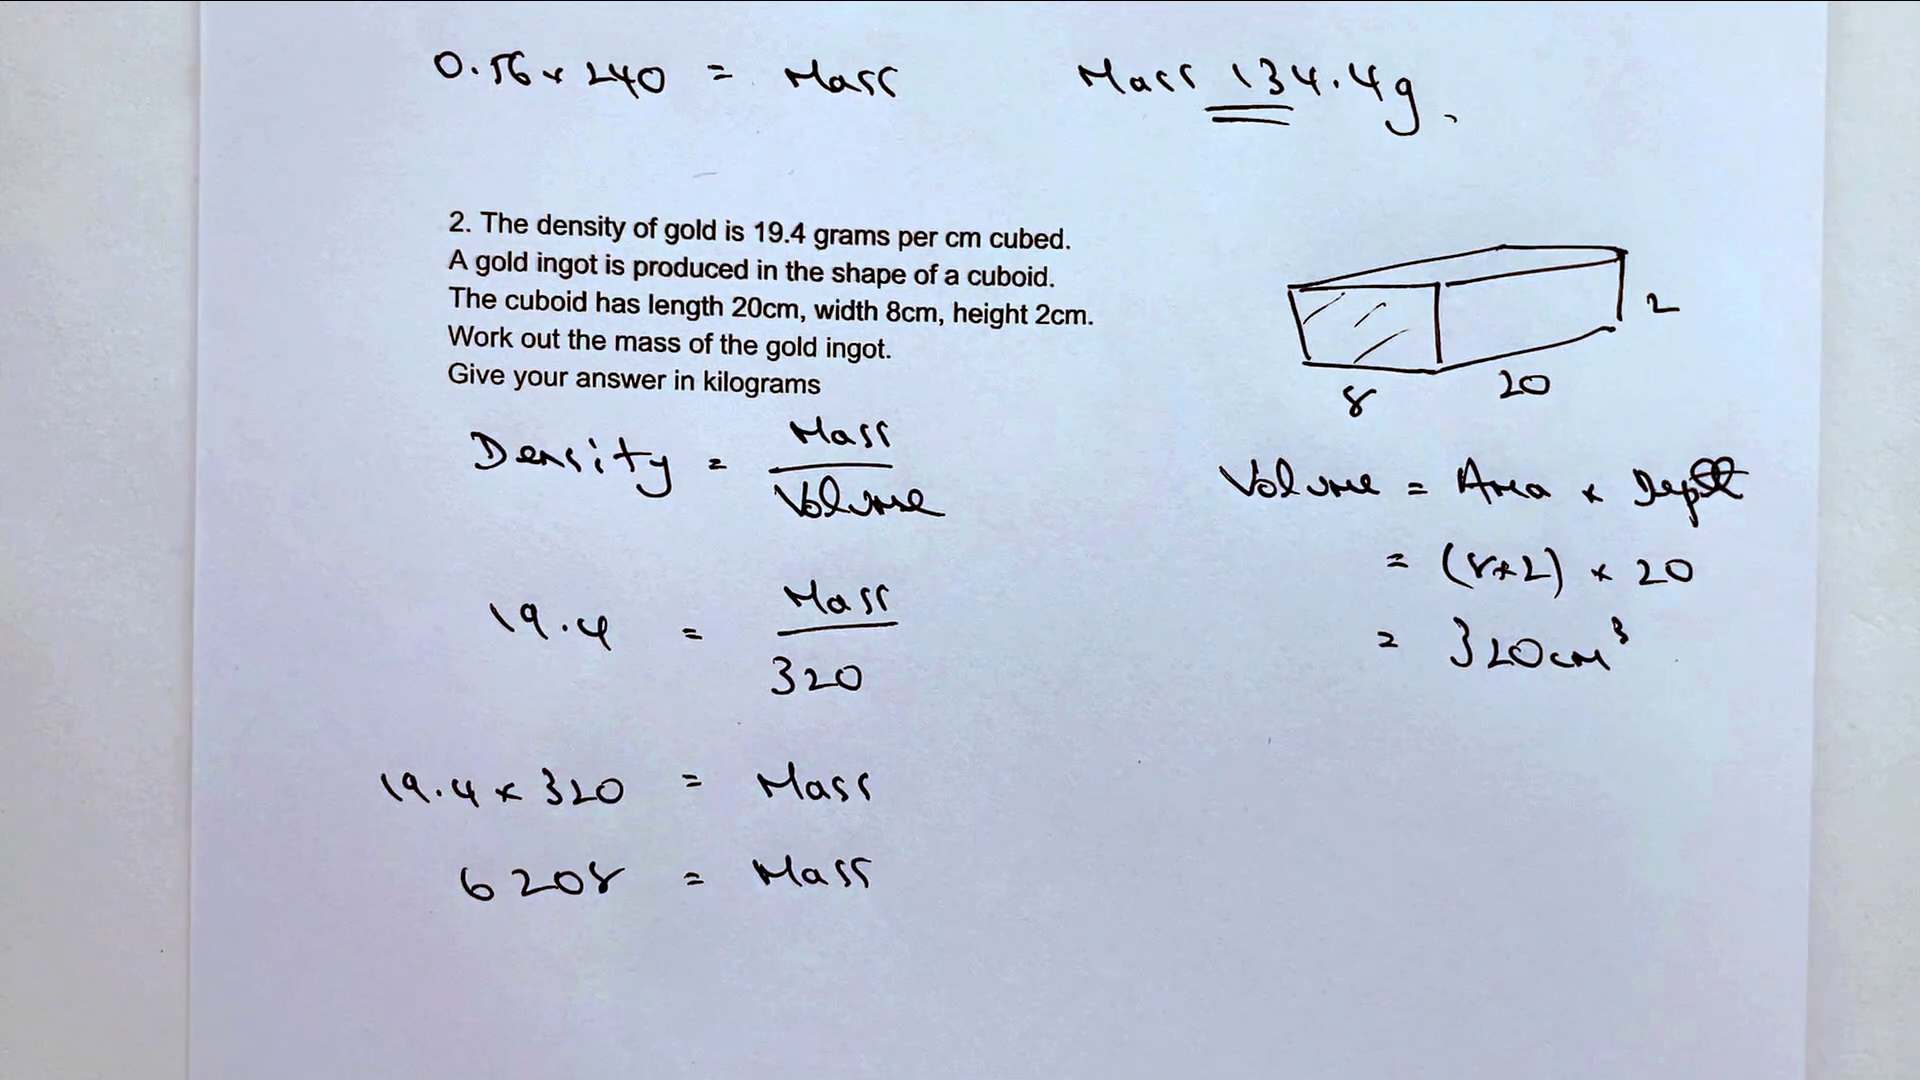 0.56 × 240 = Mass
Mass 134.4g.
2. The density of gold is 19.4 grams per cm cubed.
A gold ingot is produced in the shape of a cuboid.
The cuboid has length 20cm, width 8cm, height 2cm.
Work out the mass of the gold ingot.
Give your answer in kilograms
2
8
20
Density = Mass / Volume
Volume = Area × Depth
= (8×2) × 20
= 320cm³
19.4 = Mass / 320
19.4 × 320 = Mass
6208 = Mass